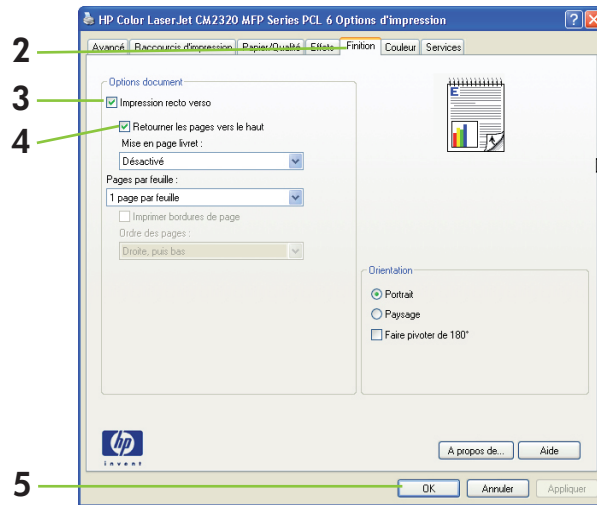 HP Color LaserJet CM2320 MFP Series PCL 6 Options d'impression
Avancé Raccourcis d'impression Papier/Qualité Effets Finition Couleur Services
2
Options document
3
Impression recto verso
4
Retourner les pages vers le haut
Mise en page livret :
Désactivé
Pages par feuille :
1 page par feuille
Imprimer bordures de page
Ordre des pages :
Droite, puis bas
E
Orientation
Portrait
Paysage
Faire pivoter de 180°
hp
invent
A propos de... Aide
5
OK Annuler Appliquer